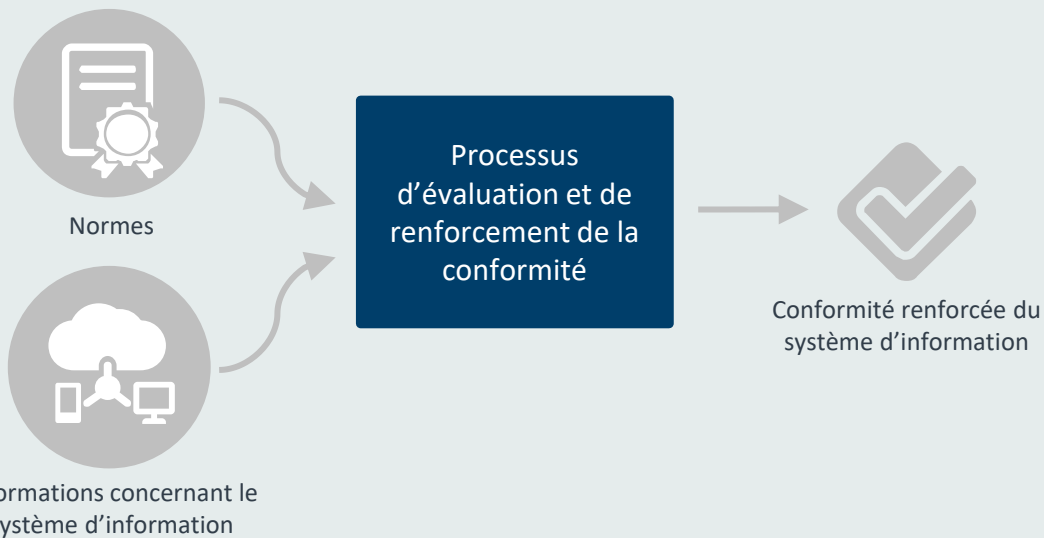 Normes
Processus
d’évaluation et de
renforcement de la
conformité
Conformité renforcée du
système d’information
ormations concernant le
ystème d’information